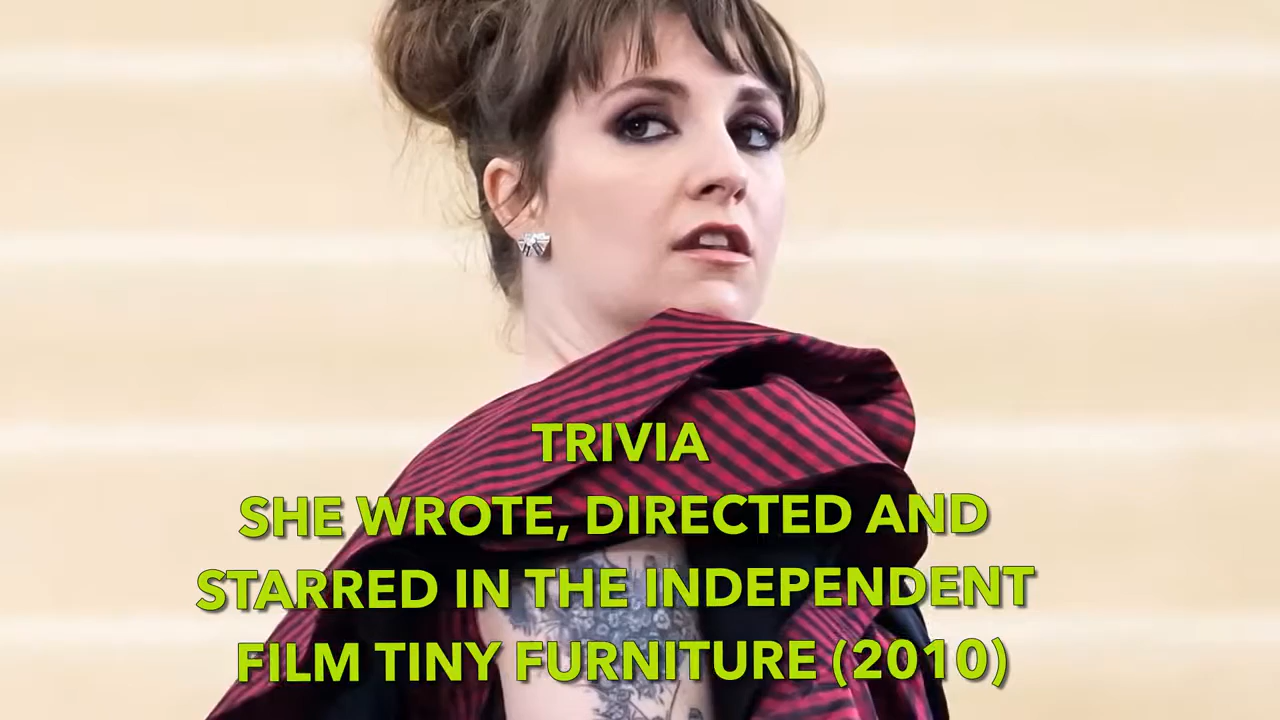 TRIVIA
SHE WROTE, DIRECTED AND
STARRED IN THE INDEPENDENT
FILM TINY FURNITURE (2010)